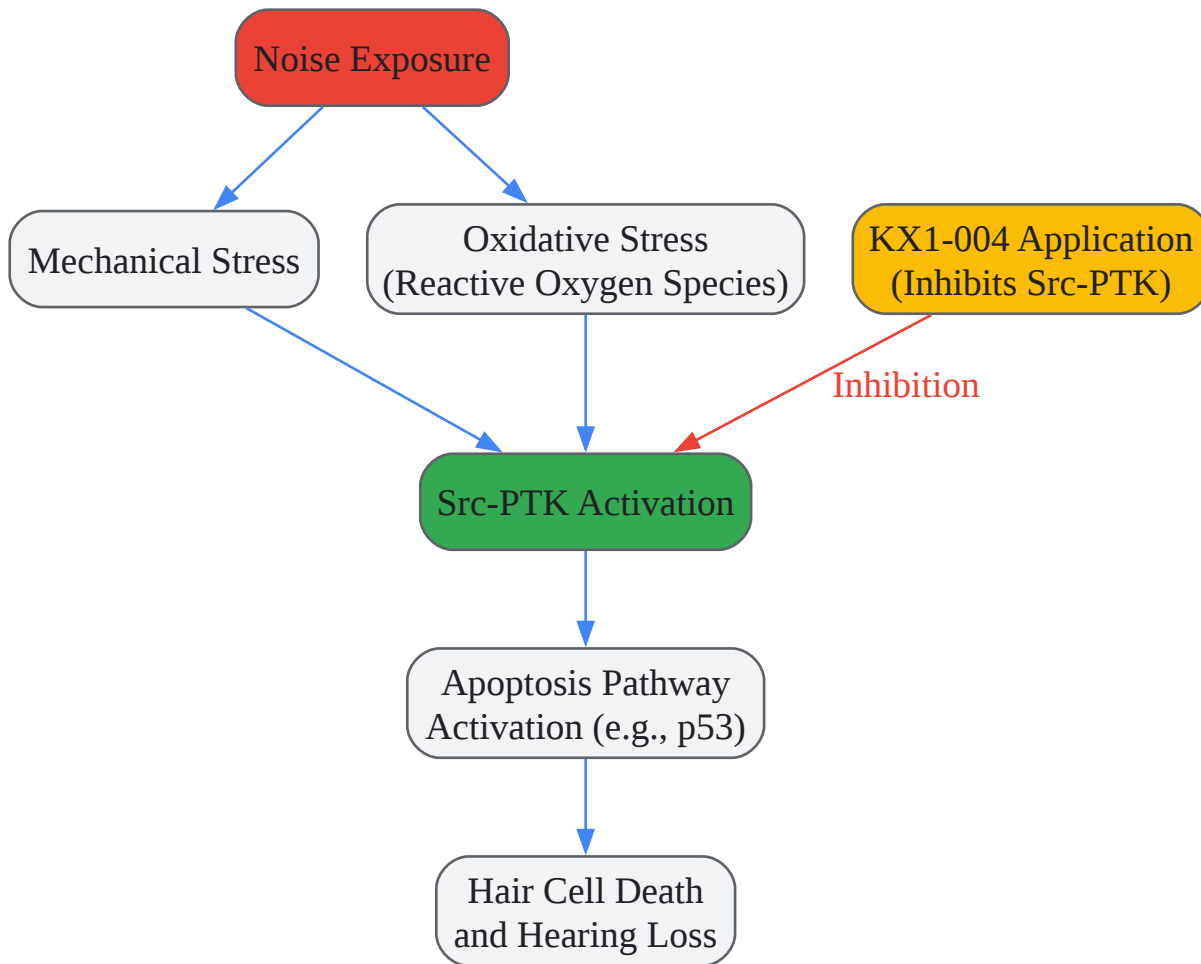 Noise Exposure
Mechanical Stress
Oxidative Stress
(Reactive Oxygen Species)
KX1-004 Application
(Inhibits Src-PTK)
Inhibition
Src-PTK Activation
Apoptosis Pathway
Activation (e.g., p53)
Hair Cell Death
and Hearing Loss